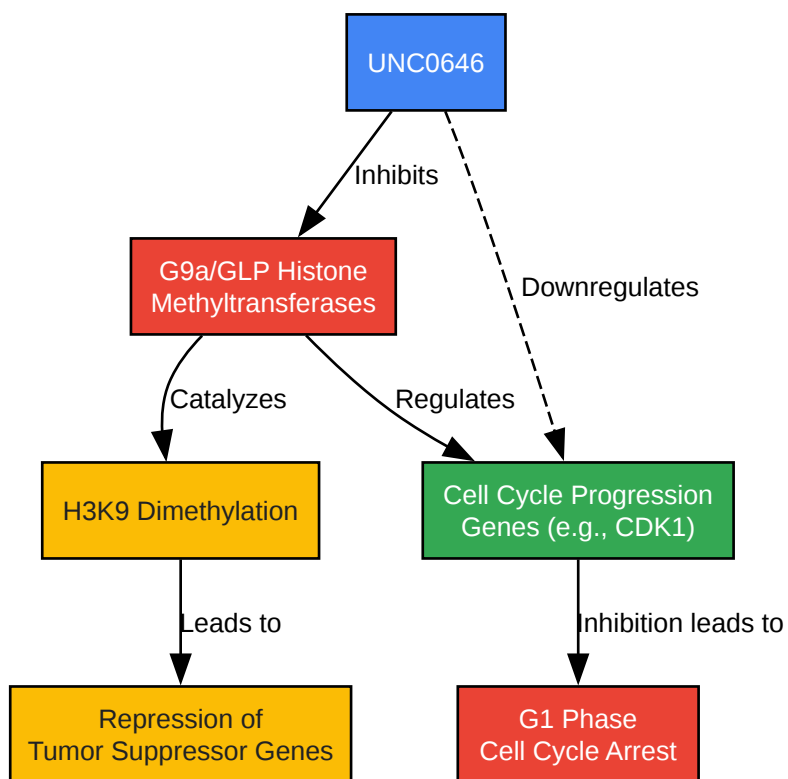 UNC0646
Inhibits
G9a/GLP Histone
Methyltransferases
Downregulates
Catalyzes
Regulates
H3K9 Dimethylation
Cell Cycle Progression
Genes (e.g., CDK1)
Leads to
Inhibition leads to
Repression of
Tumor Suppressor Genes
G1 Phase
Cell Cycle Arrest